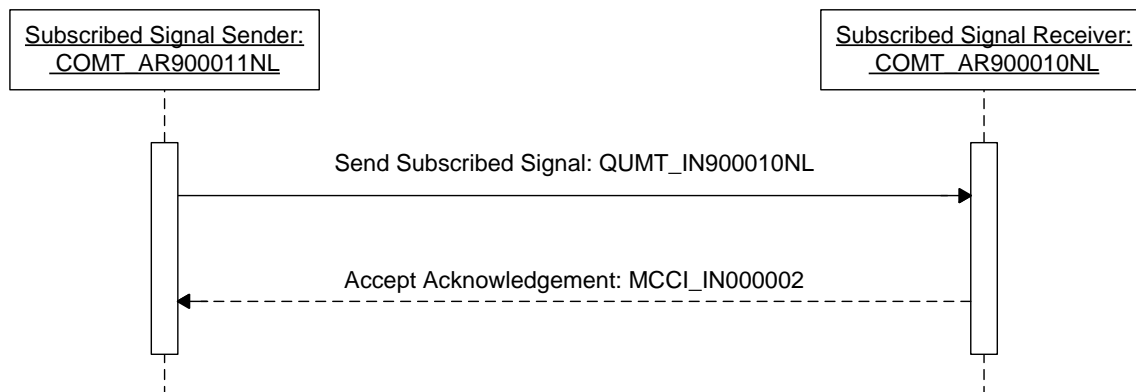 Subscribed Signal Sender:
COMT_AR900011NL
Subscribed Signal Receiver:
COMT_AR900010NL
Send Subscribed Signal: QUMT_IN900010NL
Accept Acknowledgement: MCCI_IN000002